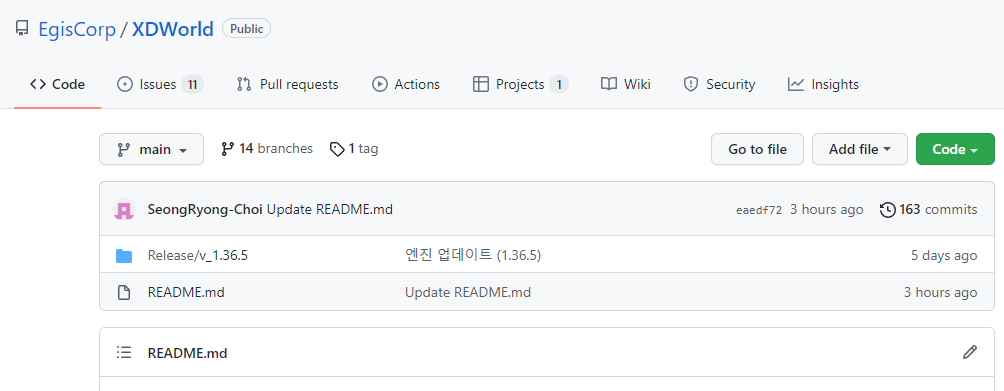 EgisCorp / XDWorld Public
Code Issues 11 Pull requests Actions Projects 1 Wiki Security Insights
main 14 branches 1 tag Go to file Add file Code
SeongRyong-Choi Update README.md eaedf72 3 hours ago 163 commits
Release/v_1.36.5 엔진 업데이트 (1.36.5) 5 days ago
README.md Update README.md 3 hours ago
README.md